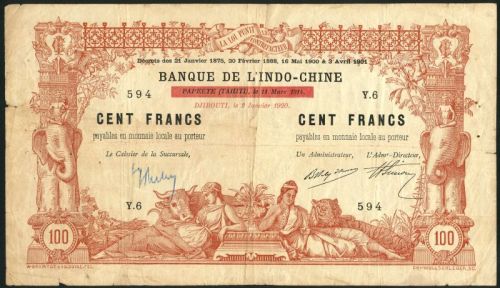 LA LOI PUNIT
CONTREFACTEUR
Décrets des 21 Janvier 1875, 20 Février 1888, 16 Mai 1900 & 3 Avril 1901
BANQUE DE L'INDO-CHINE
594 Y.6
PAPEETE (TAHITI), le 14 Mars 1914.
DJIBOUTI, le 2 Janvier 1920.
CENT FRANCS CENT FRANCS
payables en monnaie locale au porteur payables en monnaie locale au porteur
Le Caissier de la Succursale, Un Administrateur, L'Admr-Directeur,
Y.6 594
100 100